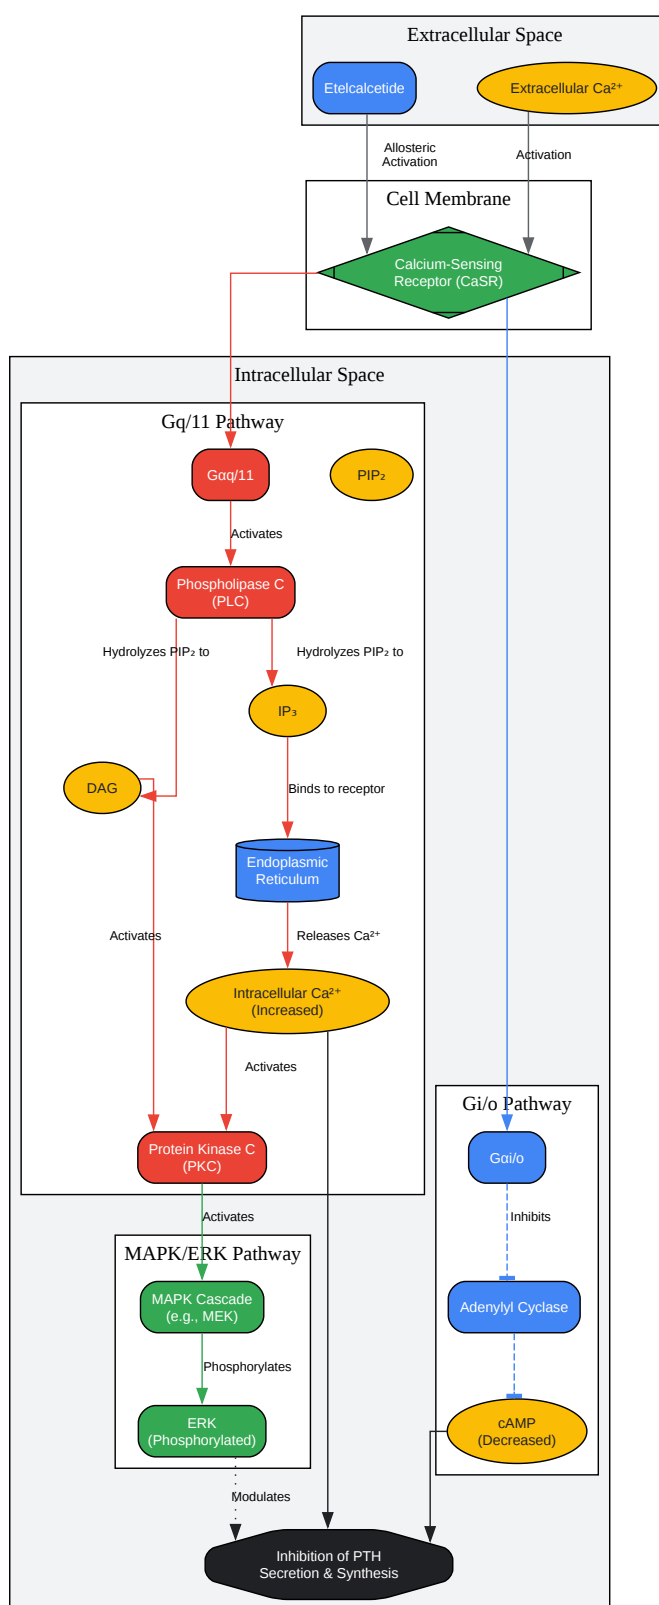 Extracellular Space
Etelcalcetide
Extracellular Ca²⁺
Allosteric
Activation
Activation
Cell Membrane
Calcium-Sensing
Receptor (CaSR)
Intracellular Space
Gq/11 Pathway
Gαq/11
PIP₂
Activates
Phospholipase C
(PLC)
Hydrolyzes PIP₂ to
Hydrolyzes PIP₂ to
IP₃
DAG
Binds to receptor
Endoplasmic
Reticulum
Activates
Releases Ca²⁺
Intracellular Ca²⁺
(Increased)
Activates
Gi/o Pathway
Protein Kinase C
(PKC)
Gαi/o
Activates
Inhibits
MAPK/ERK Pathway
MAPK Cascade
(e.g., MEK)
Adenylyl Cyclase
Phosphorylates
ERK
(Phosphorylated)
cAMP
(Decreased)
Modulates
Inhibition of PTH
Secretion & Synthesis